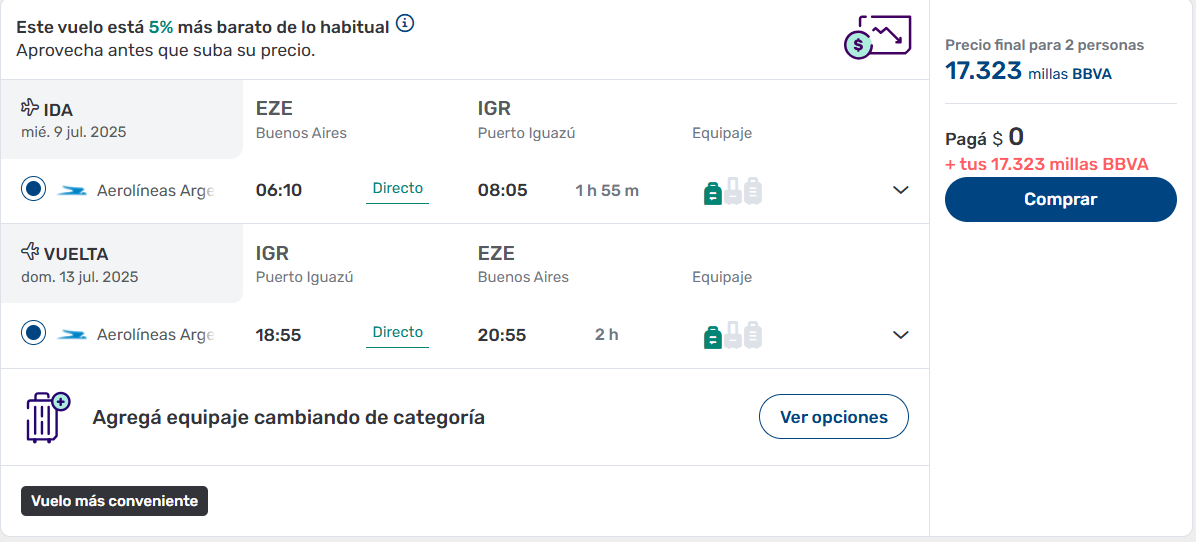 Este vuelo está 5% más barato de lo habitual
Aprovecha antes que suba su precio.
IDA
mié. 9 jul. 2025
EZE
Buenos Aires
IGR
Puerto Iguazú
Equipaje
Aerolíneas Arge
06:10
Directo
08:05
1 h 55 m
VUELTA
dom. 13 jul. 2025
IGR
Puerto Iguazú
EZE
Buenos Aires
Equipaje
Aerolíneas Arge
18:55
Directo
20:55
2 h
Agregá equipaje cambiando de categoría
Ver opciones
Vuelo más conveniente
Precio final para 2 personas
17.323 millas BBVA
Pagá $ 0
+ tus 17.323 millas BBVA
Comprar